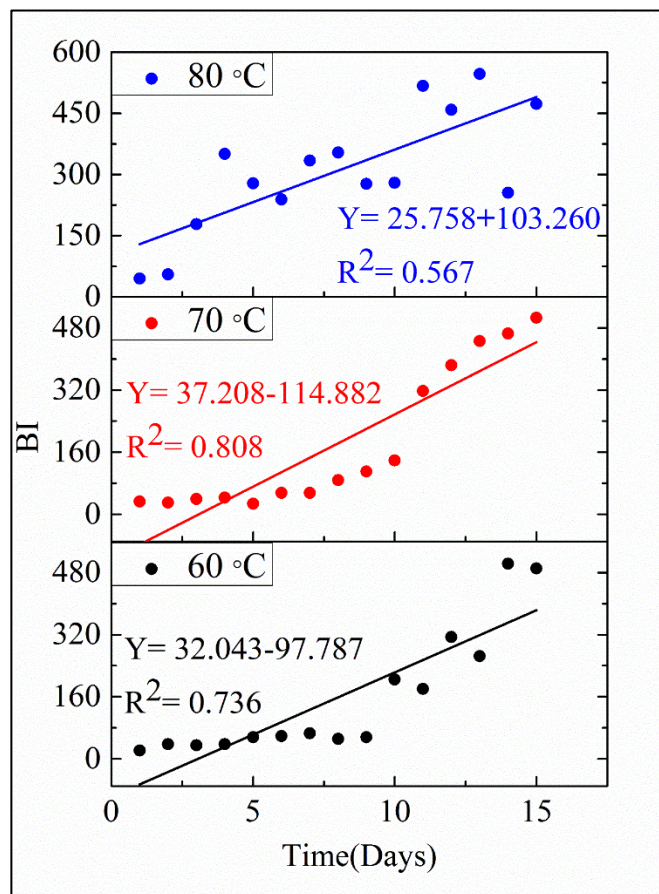 80 °C
600
450
300
150
0
Y= 25.758+103.260
R²= 0.567
70 °C
480
320
160
0
Y= 37.208-114.882
R²= 0.808
BI
60 °C
480
320
160
0
Y= 32.043-97.787
R²= 0.736
0 5 10 15
Time(Days)